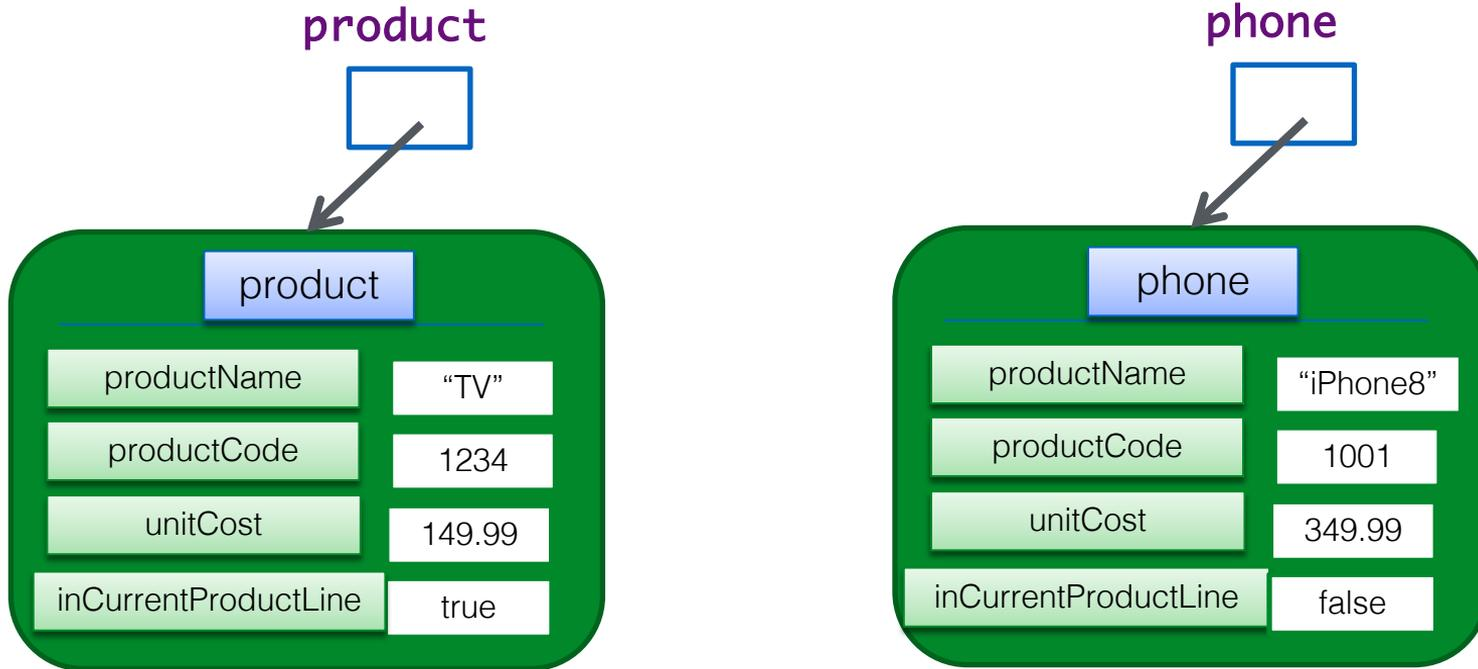 product
product
productName
“TV”
productCode
1234
unitCost
149.99
inCurrentProductLine
true
phone
phone
productName
“iPhone8”
productCode
1001
unitCost
349.99
inCurrentProductLine
false